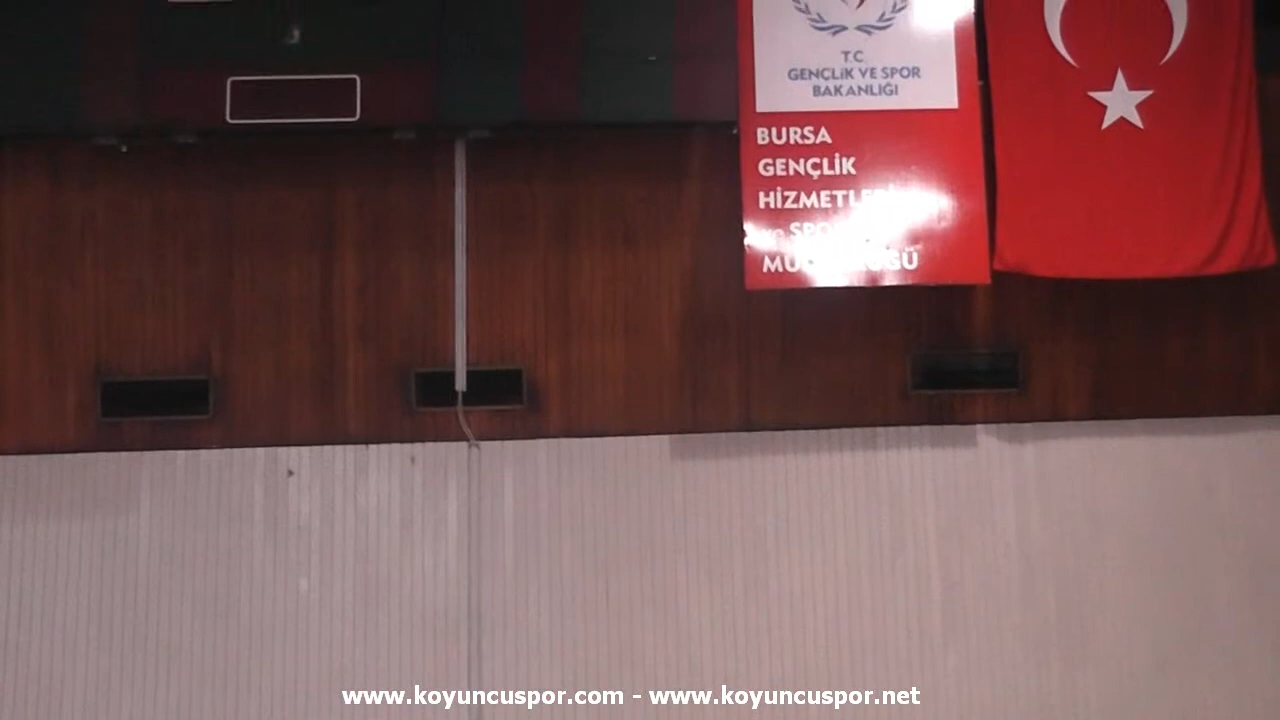 T.C.
GENÇLİK VE SPOR
BAKANLIĞI
BURSA
GENÇLİK
www.koyuncuspor.com - www.koyuncuspor.net